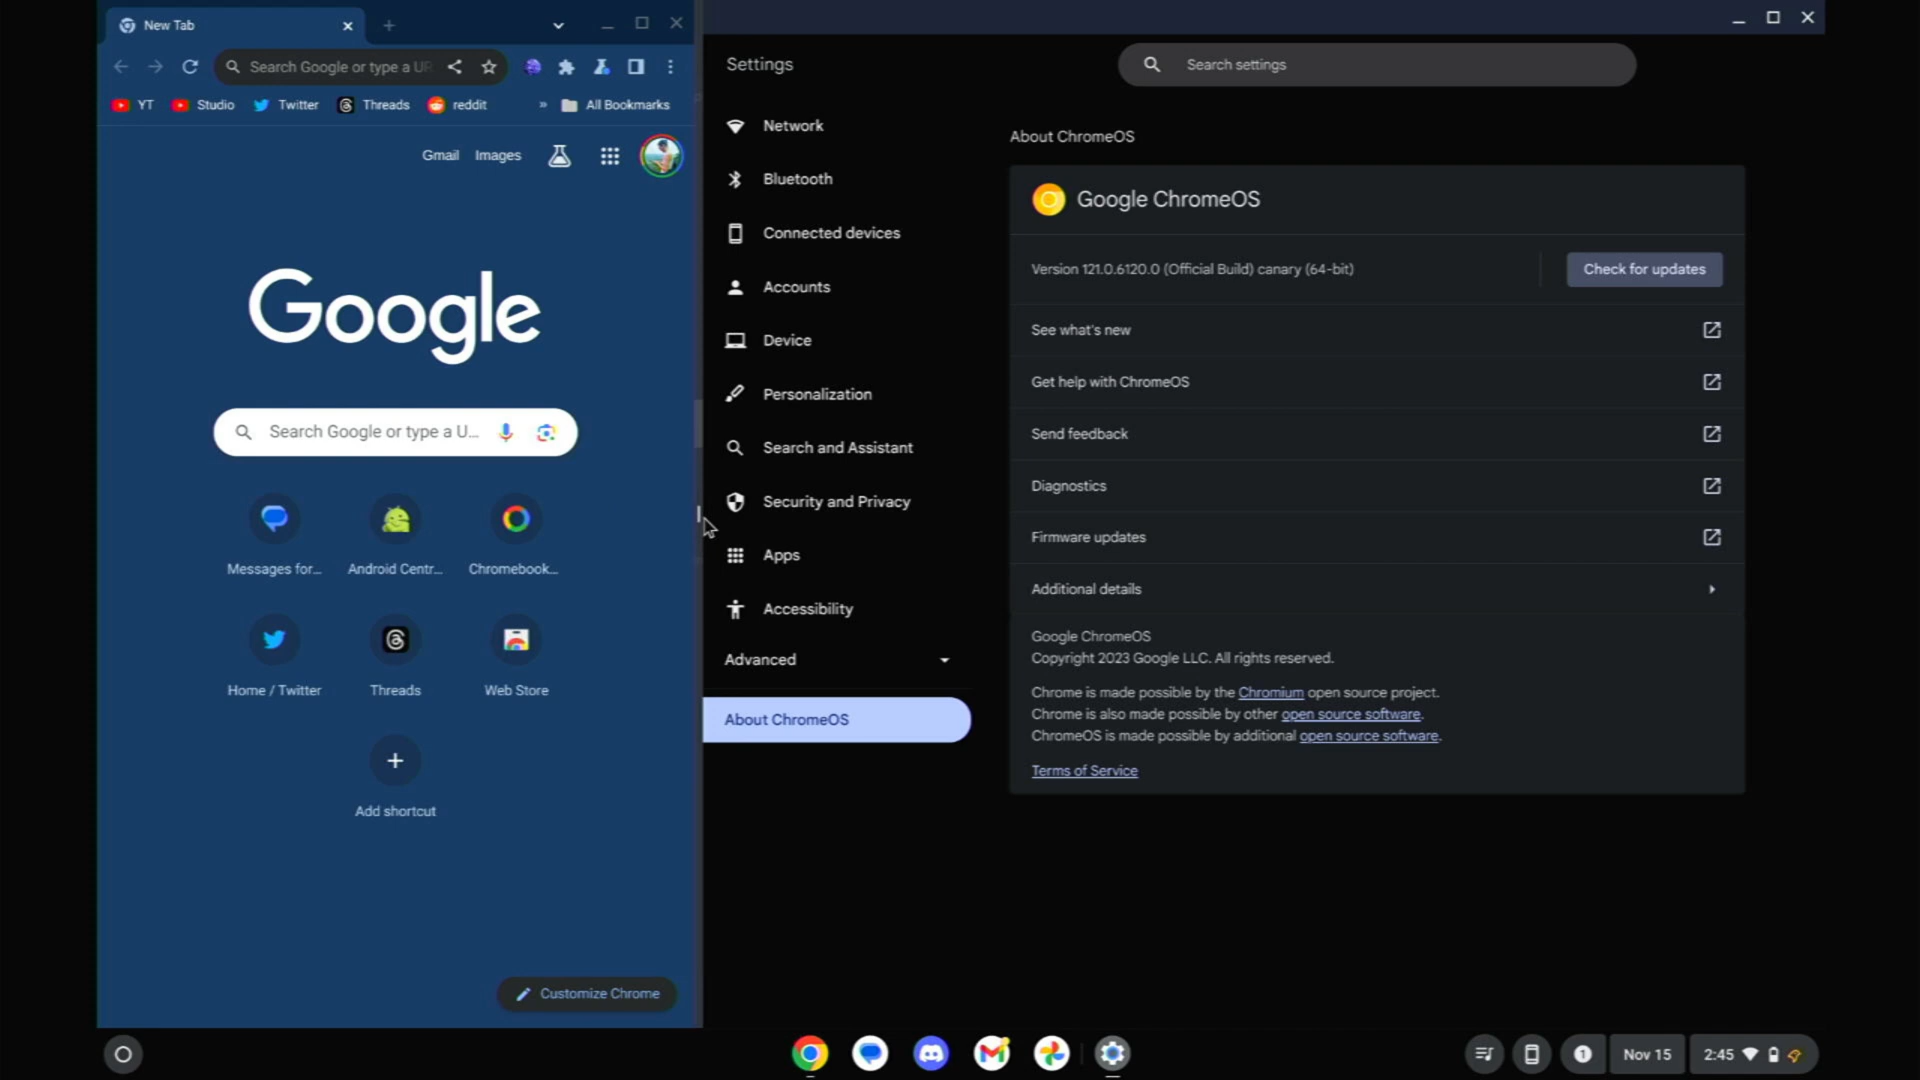 New Tab
Search Google or type a UR
YT
Studio
Twitter
Threads
reddit
»
All Bookmarks
Gmail
Images
Google
Search Google or type a U...
Messages for...
Android Centr...
Chromebook...
Home / Twitter
Threads
Web Store
Add shortcut
Customize Chrome
Settings
Search settings
Network
Bluetooth
Connected devices
Accounts
Device
Personalization
Search and Assistant
Security and Privacy
Apps
Accessibility
Advanced
About ChromeOS
About ChromeOS
Google ChromeOS
Version 121.0.6120.0 (Official Build) canary (64-bit)
Check for updates
See what's new
Get help with ChromeOS
Send feedback
Diagnostics
Firmware updates
Additional details
Google ChromeOS
Copyright 2023 Google LLC. All rights reserved.
Chrome is made possible by the Chromium open source project.
Chrome is also made possible by other open source software.
ChromeOS is made possible by additional open source software.
Terms of Service
1
Nov 15
2:45